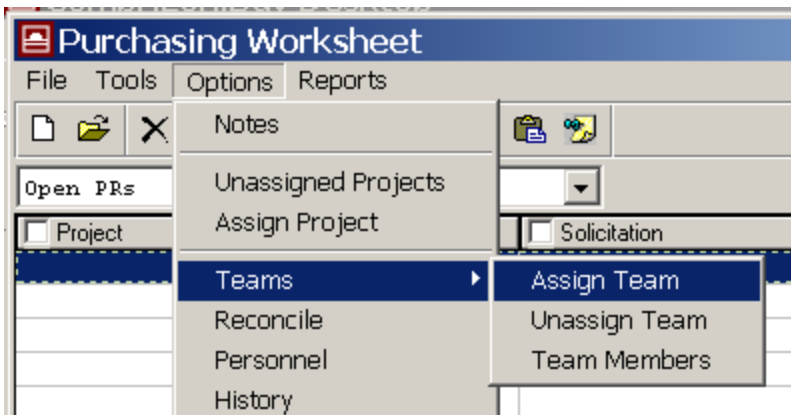 Purchasing Worksheet
File Tools Options Reports
Notes
Open PRs
Unassigned Projects
Assign Project
Project
Solicitation
Teams
Assign Team
Reconcile
Unassign Team
Personnel
Team Members
History